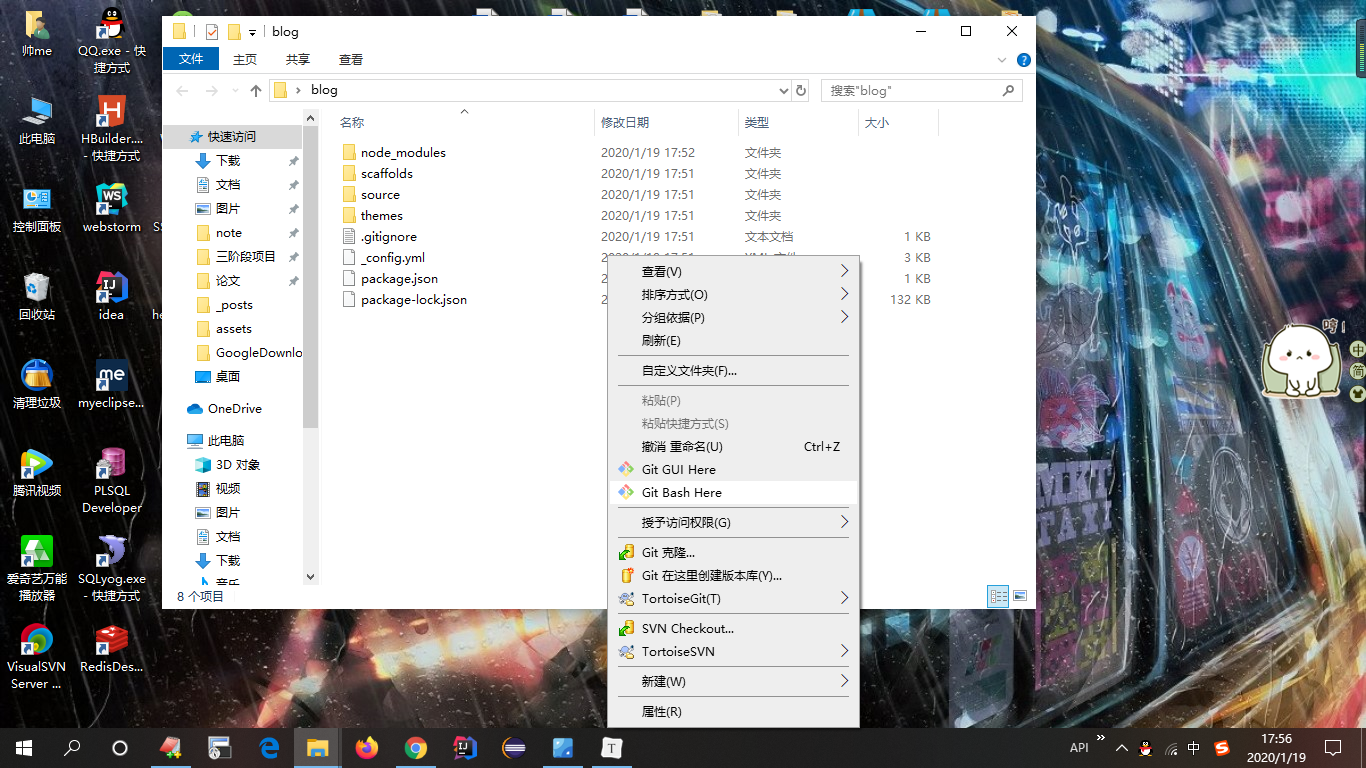 帅me
QQ.exe - 快
捷方式
此电脑
HBuilder....
- 快捷方式
控制面板
webstorm
回收站
idea
清理垃圾
myeclipse...
腾讯视频
PLSQL
Developer
爱奇艺万能
播放器
SQLyog.exe
- 快捷方式
VisualSVN
Server ...
RedisDes...
blog
文件
主页
共享
查看
blog
搜索"blog"
快速访问
下载
文档
图片
note
三阶段项目
论文
_posts
assets
GoogleDownlo
桌面
OneDrive
此电脑
3D 对象
视频
图片
文档
下载
音乐
名称 修改日期 类型 大小
node_modules 2020/1/19 17:52 文件夹
scaffolds 2020/1/19 17:51 文件夹
source 2020/1/19 17:51 文件夹
themes 2020/1/19 17:51 文件夹
.gitignore 2020/1/19 17:51 文本文档 1 KB
_config.yml 3 KB
package.json 1 KB
package-lock.json 132 KB
8 个项目
查看(V)
排序方式(O)
分组依据(P)
刷新(E)
自定义文件夹(F)...
粘贴(P)
粘贴快捷方式(S)
撤消 重命名(U) Ctrl+Z
Git GUI Here
Git Bash Here
授予访问权限(G)
Git 克隆...
Git 在这里创建版本库(Y)...
TortoiseGit(T)
SVN Checkout...
TortoiseSVN
新建(W)
属性(R)
哼!
中
简
MKT
TAXI
API
中
17:56
2020/1/19